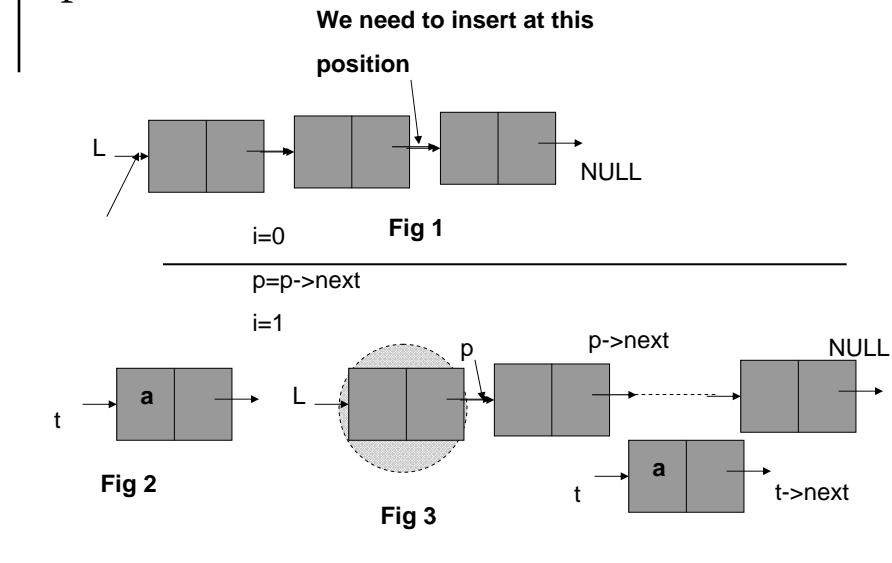 We need to insert at this
position
L
NULL
Fig 1
i=0
p=p->next
i=1
p
p->next
NULL
L
a
t
Fig 2
a
t
t->next
Fig 3